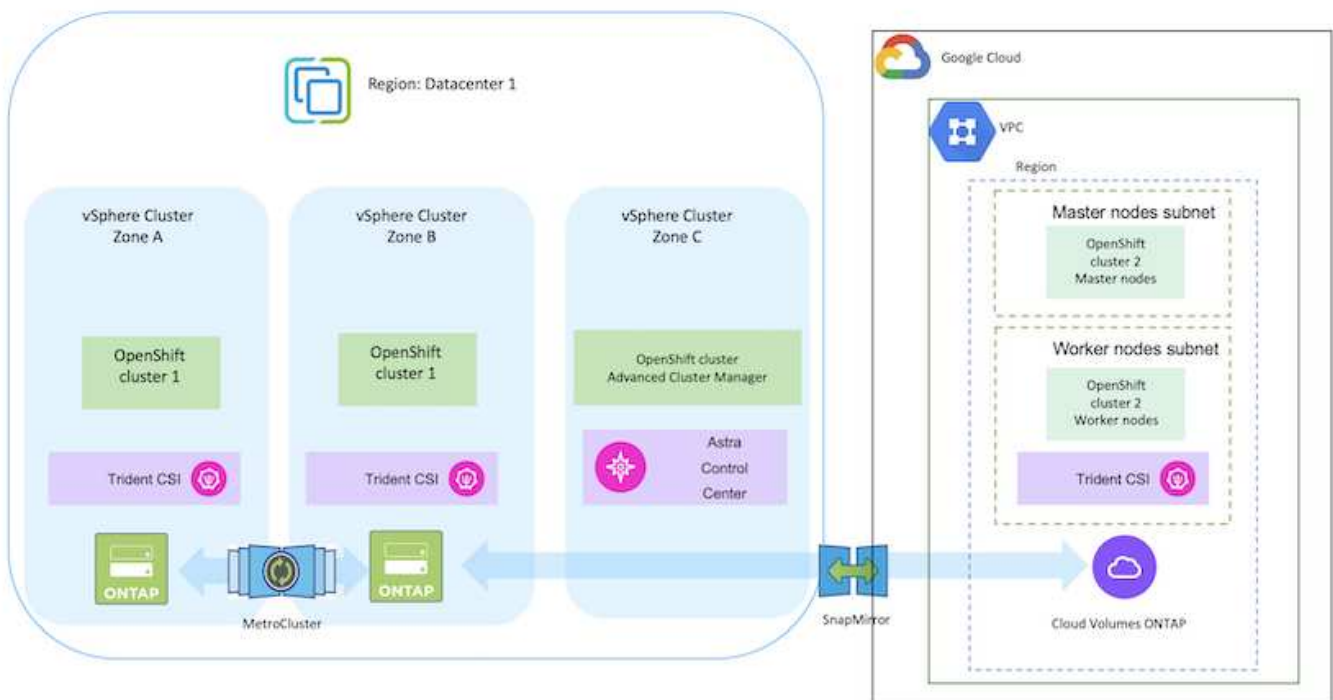 Region: Datacenter 1
vSphere Cluster
Zone A
OpenShift
cluster 1
Trident CSI
ONTAP
MetroCluster
vSphere Cluster
Zone B
OpenShift
cluster 1
Trident CSI
ONTAP
vSphere Cluster
Zone C
OpenShift cluster
Advanced Cluster Manager
Astra
Control
Center
SnapMirror
Google Cloud
VPC
Region
Master nodes subnet
OpenShift
cluster 2
Master nodes
Worker nodes subnet
OpenShift
cluster 2
Worker nodes
Trident CSI
Cloud Volumes ONTAP